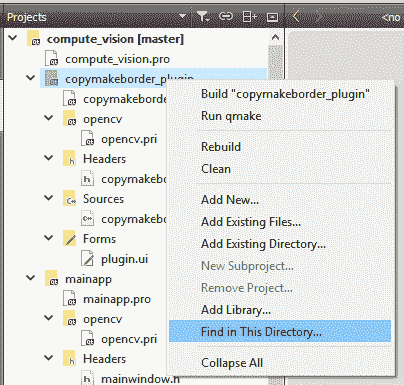 Projects
<no
compute_vision [master]
compute_vision.pro
copymakeborder_plugin
copymakeborde
opencv
opencv.pri
Headers
copymakebo
Sources
copymakebo
Forms
plugin.ui
mainapp
mainapp.pro
opencv
opencv.pri
Headers
mainwindow.h
Build "copymakeborder_plugin"
Run qmake
Rebuild
Clean
Add New...
Add Existing Files...
Add Existing Directory...
New Subproject...
Remove Project...
Add Library...
Find in This Directory...
Collapse All